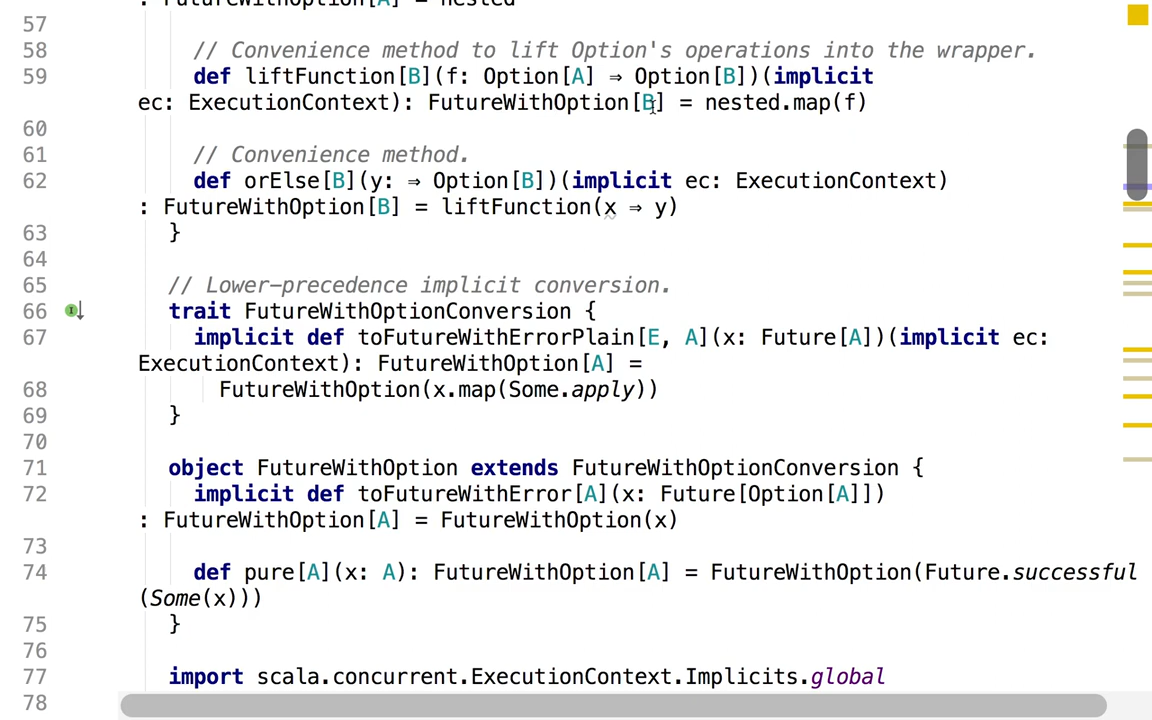 : FutureWithOption[A] = nested
57
58 // Convenience method to lift Option's operations into the wrapper.
59 def liftFunction[B](f: Option[A] ⇒ Option[B])(implicit
ec: ExecutionContext): FutureWithOption[B] = nested.map(f)
60
61 // Convenience method.
62 def orElse[B](y: ⇒ Option[B])(implicit ec: ExecutionContext)
: FutureWithOption[B] = liftFunction(x ⇒ y)
63 }
64
65 // Lower-precedence implicit conversion.
66 trait FutureWithOptionConversion {
67 implicit def toFutureWithErrorPlain[E, A](x: Future[A])(implicit ec:
ExecutionContext): FutureWithOption[A] =
68 FutureWithOption(x.map(Some.apply))
69 }
70
71 object FutureWithOption extends FutureWithOptionConversion {
72 implicit def toFutureWithError[A](x: Future[Option[A]])
: FutureWithOption[A] = FutureWithOption(x)
73
74 def pure[A](x: A): FutureWithOption[A] = FutureWithOption(Future.successful
(Some(x)))
75 }
76
77 import scala.concurrent.ExecutionContext.Implicits.global
78